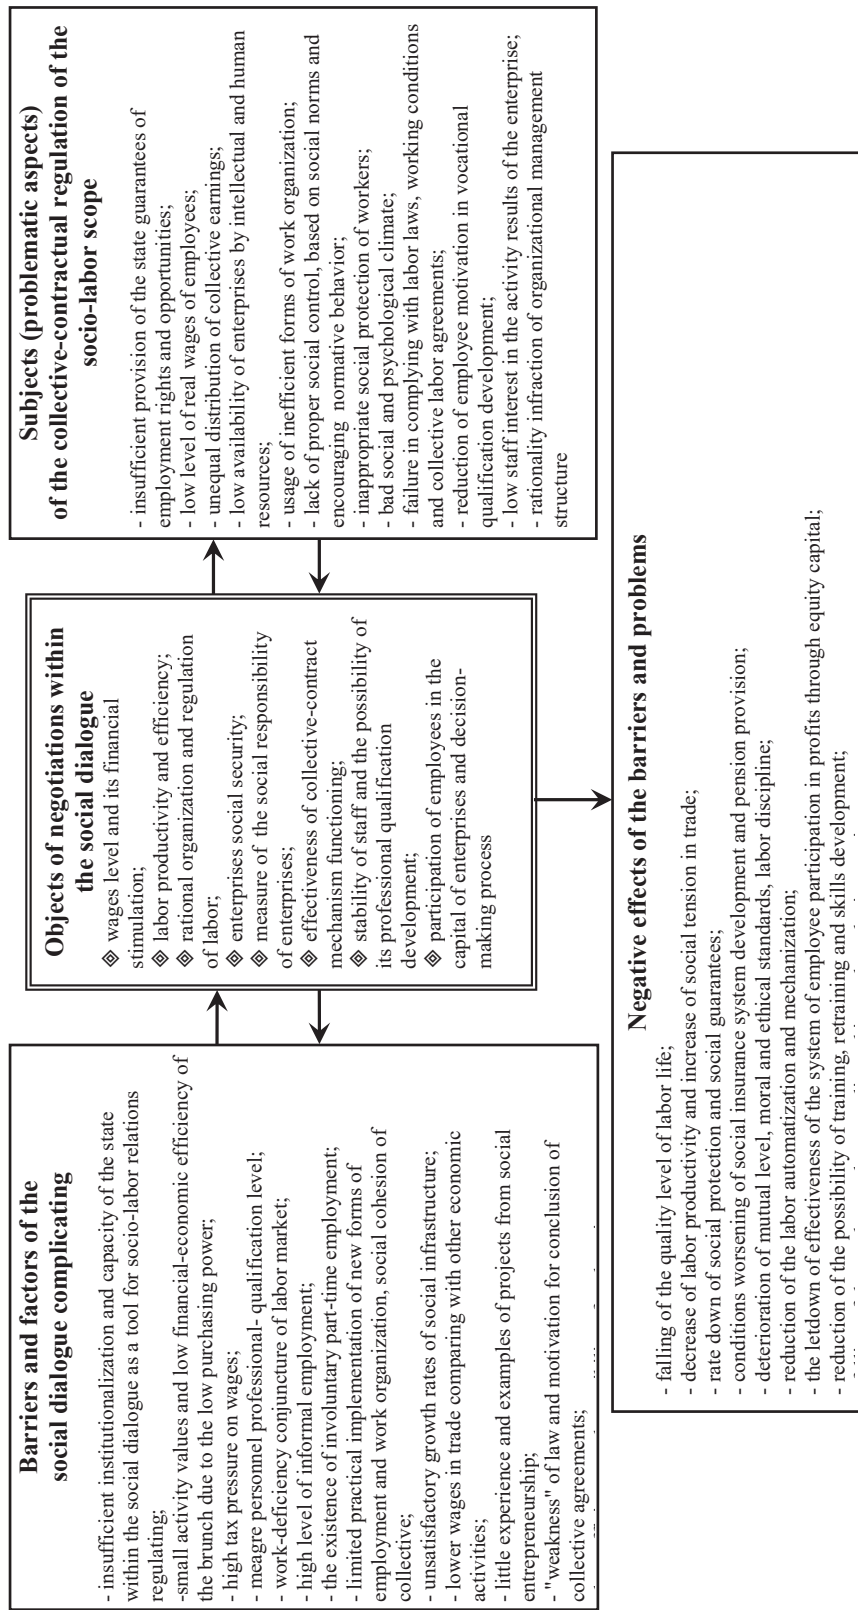 Barriers and factors of the
social dialogue complicating
- insufficient institutionalization and capacity of the state
within the social dialogue as a tool for socio-labor relations
regulating;
-small activity values and low financial-economic efficiency of
the brunch due to the low purchasing power;
- high tax pressure on wages;
- meagre personnel professional- qualification level;
- work-deficiency conjuncture of labor market;
- high level of informal employment;
- the existence of involuntary part-time employment;
- limited practical implementation of new forms of
employment and work organization, social cohesion of
collective;
- unsatisfactory growth rates of social infrastructure;
- lower wages in trade comparing with other economic
activities;
- little experience and examples of projects from social
entrepreneurship;
- "weakness" of law and motivation for conclusion of
collective agreements;
Objects of negotiations within
the social dialogue
wages level and its financial
stimulation;
labor productivity and efficiency;
rational organization and regulation
of labor;
enterprises social security;
measure of the social responsibility
of enterprises;
effectiveness of collective-contract
mechanism functioning;
stability of staff and the possibility of
its professional qualification
development;
participation of employees in the
capital of enterprises and decision-
making process
Subjects (problematic aspects)
of the collective-contractual regulation of the
socio-labor scope
- insufficient provision of the state guarantees of
employment rights and opportunities;
- low level of real wages of employees;
- unequal distribution of collective earnings;
- low availability of enterprises by intellectual and human
resources;
- usage of inefficient forms of work organization;
- lack of proper social control, based on social norms and
encouraging normative behavior;
- inappropriate social protection of workers;
- bad social and psychological climate;
- failure in complying with labor laws, working conditions
and collective labor agreements;
- reduction of employee motivation in vocational
qualification development;
- low staff interest in the activity results of the enterprise;
- rationality infraction of organizational management
structure
Negative effects of the barriers and problems
- falling of the quality level of labor life;
- decrease of labor productivity and increase of social tension in trade;
- rate down of social protection and social guarantees;
- conditions worsening of social insurance system development and pension provision;
- deterioration of mutual level, moral and ethical standards, labor discipline;
- reduction of the labor automatization and mechanization;
- the letdown of effectiveness of the system of employee participation in profits through equity capital;
- reduction of the possibility of training, retraining and skills development;